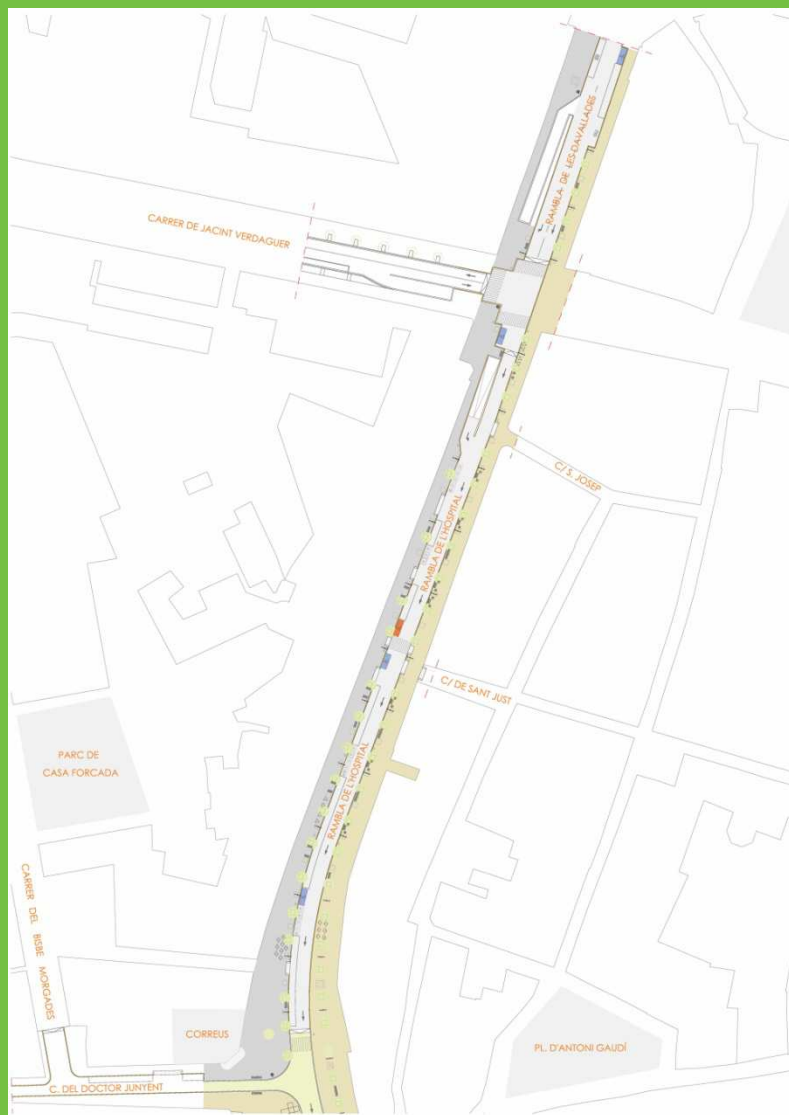 RAMBLA DE LES DAVALLADES
CARRER DE JACINT VERDAGUER
C/ S. JOSEP
RAMBLA DE L'HOSPITAL
C/ DE SANT JUST
PARC DE
CASA FORCADA
RAMBLA DE L'HOSPITAL
CARRER DEL BISBE MORGADES
CORREUS
PL. D'ANTONI GAUDÍ
C. DEL DOCTOR JUNYENT